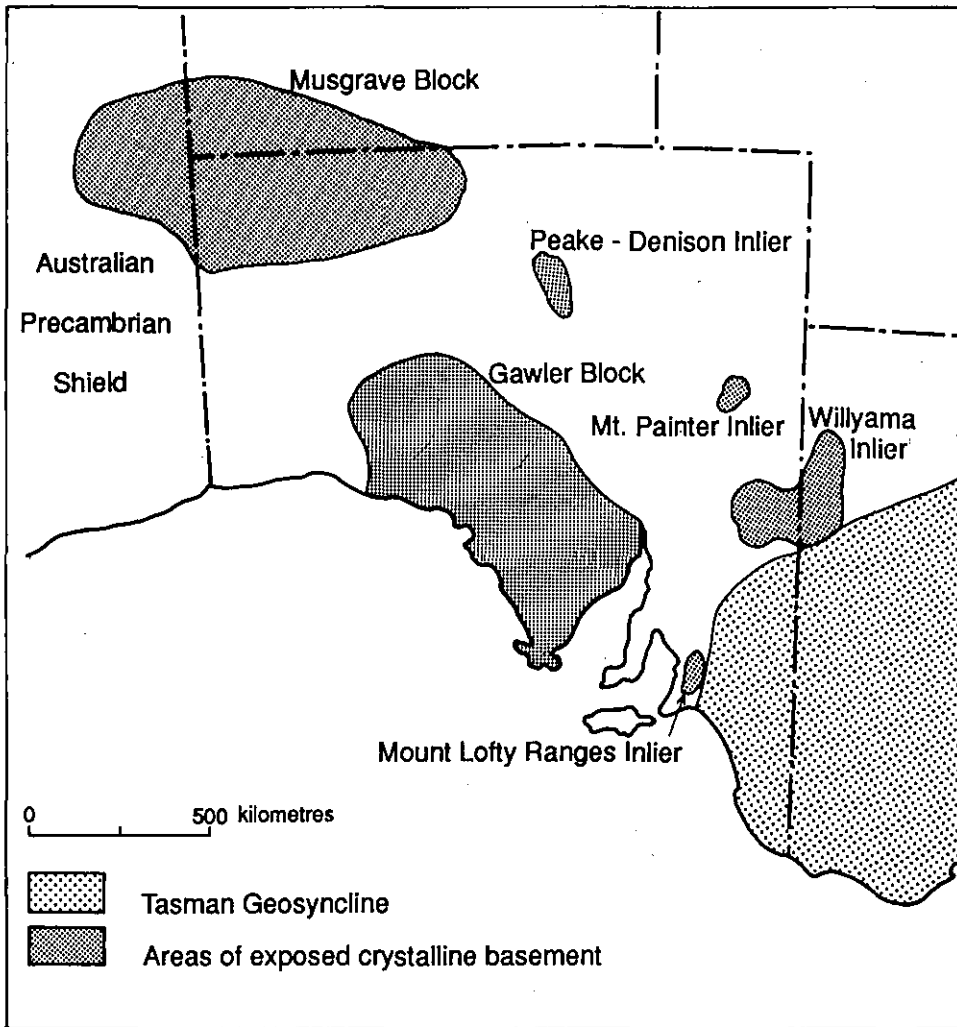 Musgrave Block
Peake - Denison Inlier
Australian
Precambrian
Shield
Gawler Block
Mt. Painter Inlier
Willyama
Inlier
Mount Lofty Ranges Inlier
0 500 kilometres
Tasman Geosyncline
Areas of exposed crystalline basement